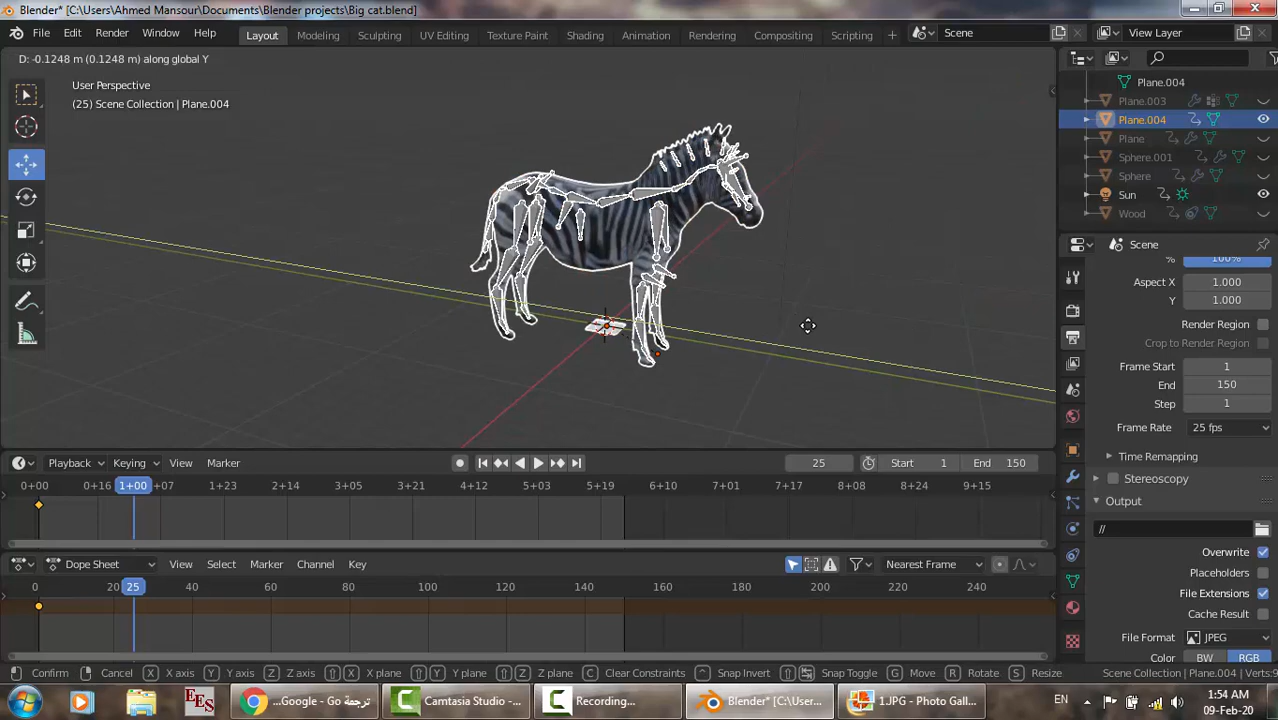 Blender* [C:\Users\Ahmed Mansour\Documents\Blender projects\Big cat.blend]
File Edit Render Window Help Layout Modeling Sculpting UV Editing Texture Paint Shading Animation Rendering Compositing Scripting Scene View Layer
D: -0.1248 m (0.1248 m) along global Y
User Perspective
(25) Scene Collection | Plane.004
Plane.004
Plane.003
Plane.004
Plane
Sphere.001
Sphere
Sun
Wood
Scene
% 100%
Aspect X 1.000
Y 1.000
Render Region
Crop to Render Region
Frame Start 1
End 150
Step 1
Frame Rate 25 fps
Time Remapping
Stereoscopy
Output
//
Overwrite
Placeholders
File Extensions
Cache Result
File Format JPEG
Color BW RGB
Playback Keying View Marker 25 Start 1 End 150
0+00 0+16 1+00 +07 1+23 2+14 3+05 3+21 4+12 5+03 5+19 6+10 7+01 7+17 8+08 8+24 9+15
Dope Sheet View Select Marker Channel Key Nearest Frame
0 20 25 40 60 80 100 120 140 160 180 200 220 240
Confirm Cancel X X axis Y Y axis Z Z axis X X plane Y Y plane Z Z plane C Clear Constraints Snap Invert Snap Toggle G Move R Rotate S Resize Scene Collection | Plane.004 | Verts:9
EES ...Google - Go ترجمة Camtasia Studio -... Recording... Blender* [C:\User... 1.JPG - Photo Gall... EN 1:54 AM
09-Feb-20